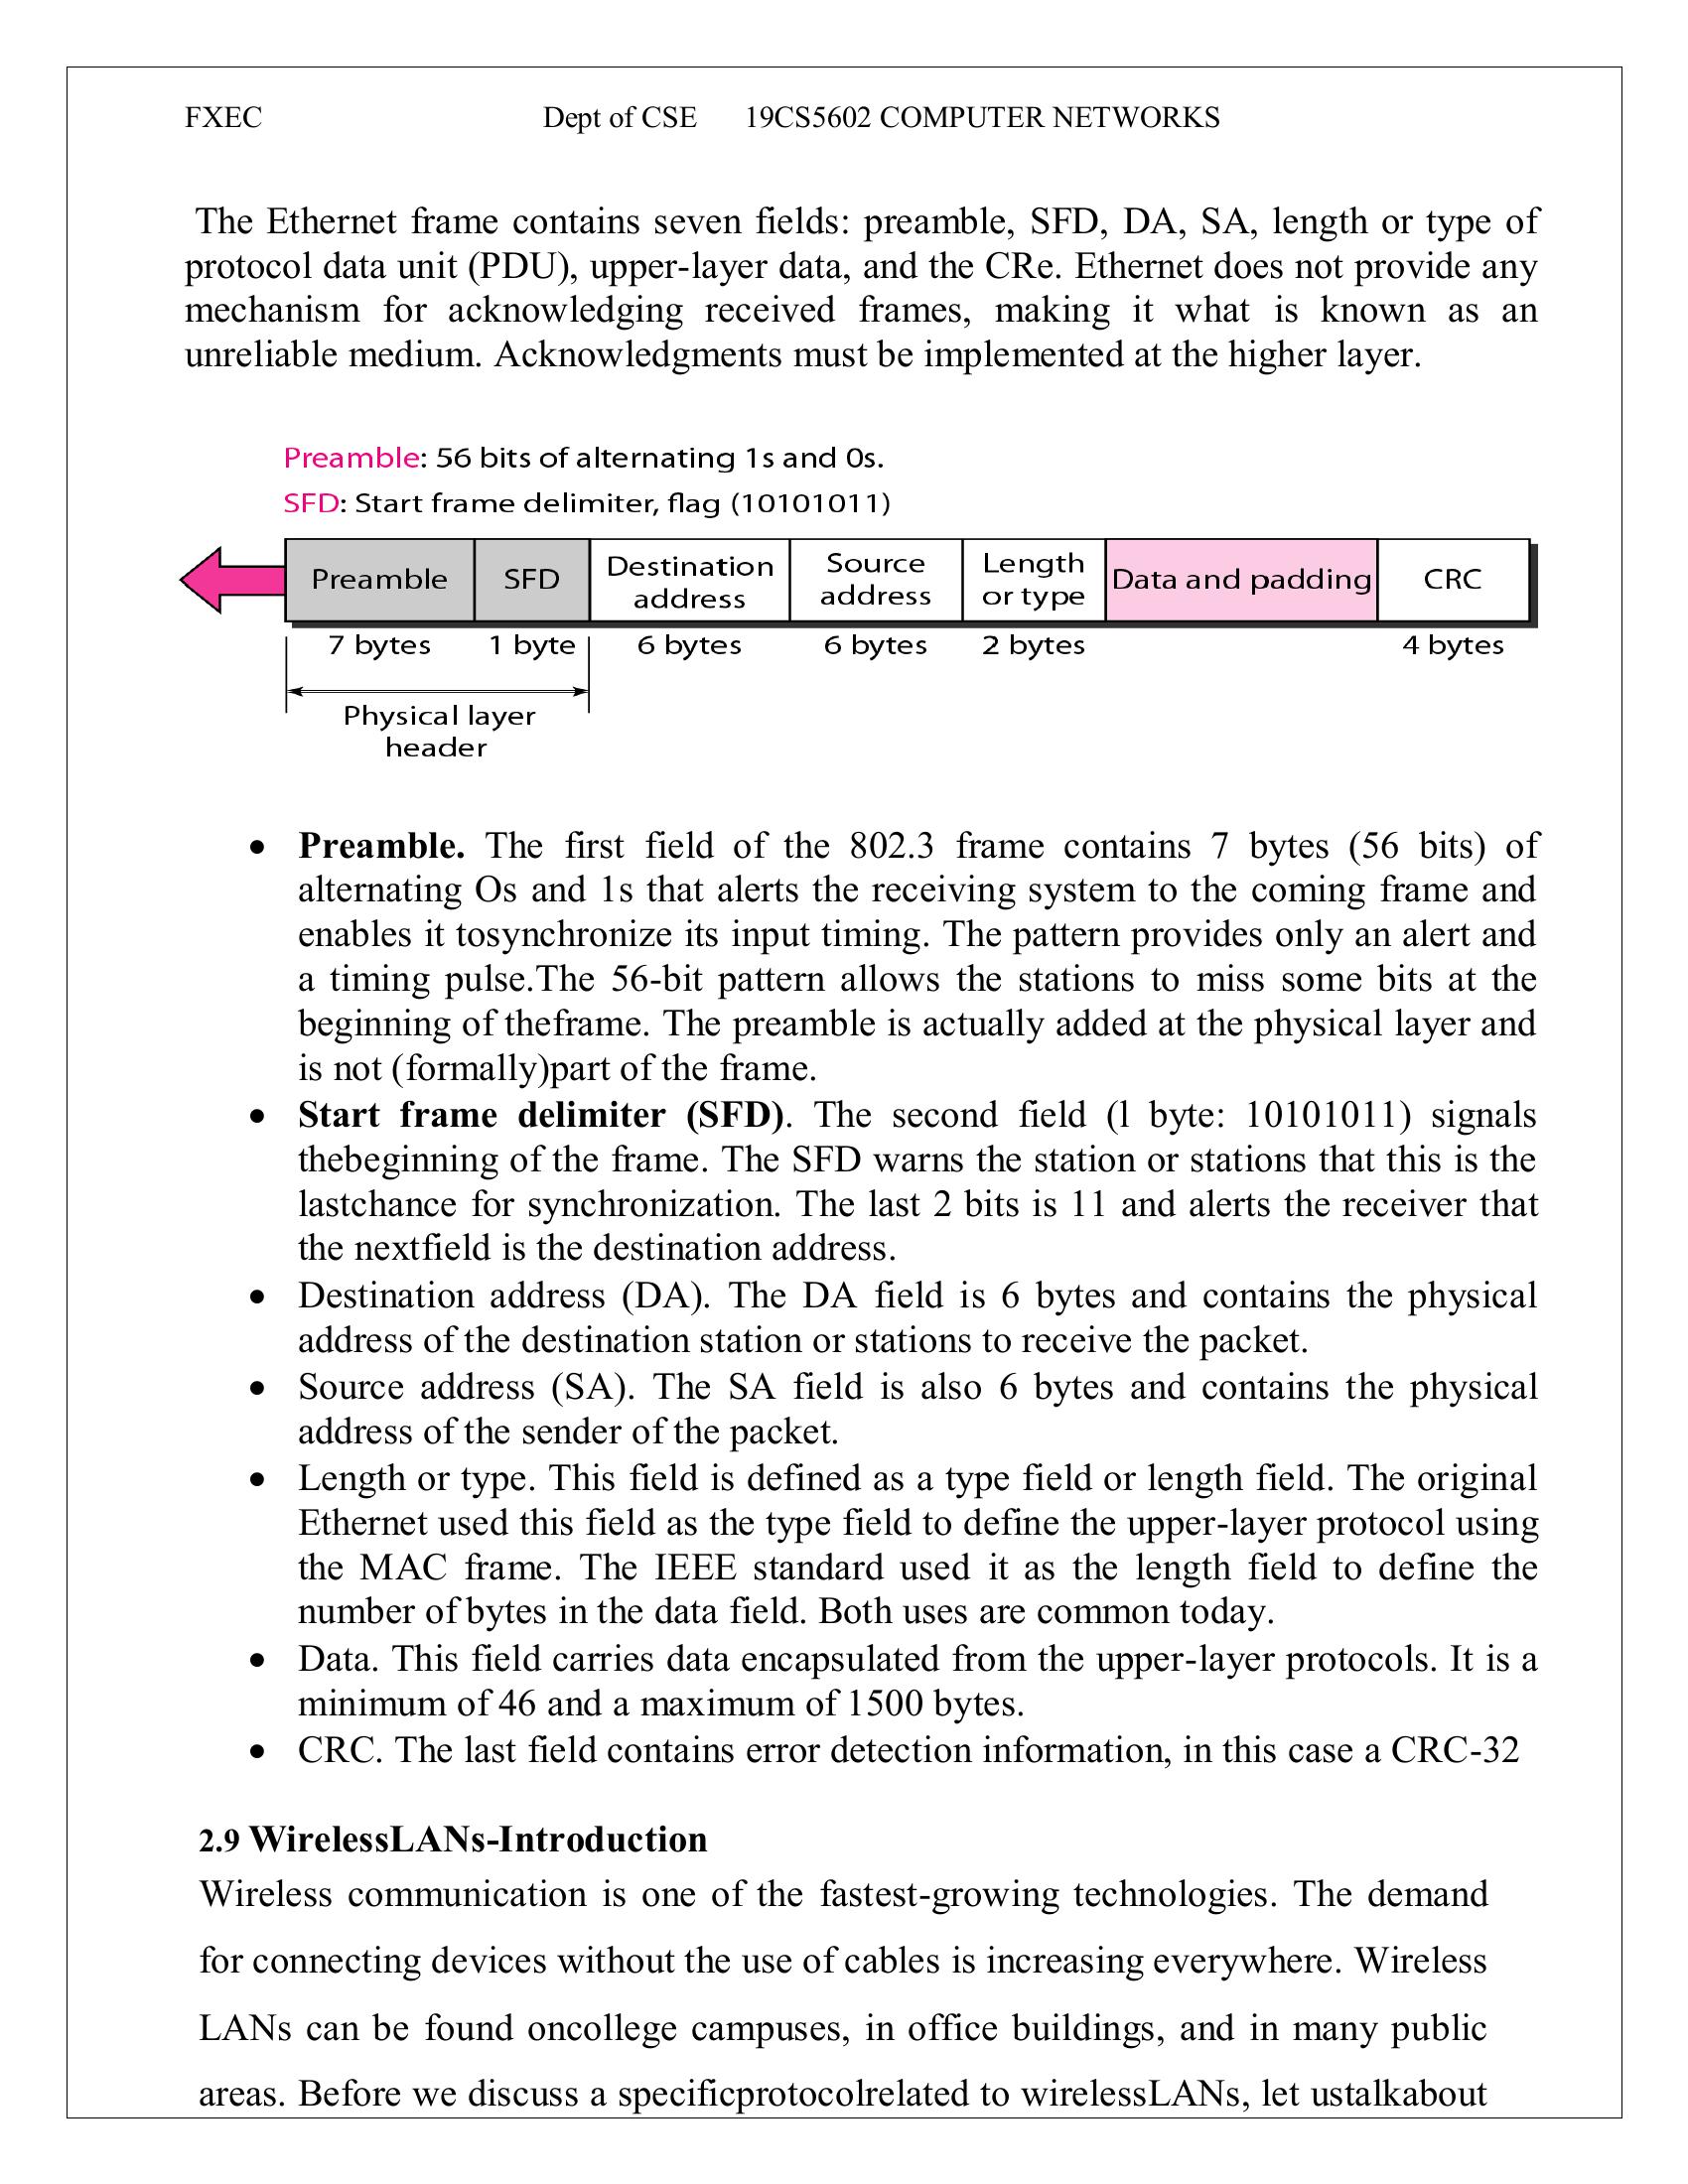 FXEC Dept of CSE 19CS5602 COMPUTER NETWORKS
The Ethernet frame contains seven fields: preamble, SFD, DA, SA, length or type of
protocol data unit (PDU), upper-layer data, and the CRe. Ethernet does not provide any
mechanism for acknowledging received frames, making it what is known as an
unreliable medium. Acknowledgments must be implemented at the higher layer.
Preamble: 56 bits of alternating 1s and 0s.
SFD: Start frame delimiter, flag (10101011)
Preamble SFD Destination address Source address Length or type Data and padding CRC
7 bytes 1 byte 6 bytes 6 bytes 2 bytes 4 bytes
Physical layer
header
• Preamble. The first field of the 802.3 frame contains 7 bytes (56 bits) of
alternating Os and 1s that alerts the receiving system to the coming frame and
enables it tosynchronize its input timing. The pattern provides only an alert and
a timing pulse.The 56-bit pattern allows the stations to miss some bits at the
beginning of theframe. The preamble is actually added at the physical layer and
is not (formally)part of the frame.
• Start frame delimiter (SFD). The second field (l byte: 10101011) signals
thebeginning of the frame. The SFD warns the station or stations that this is the
lastchance for synchronization. The last 2 bits is 11 and alerts the receiver that
the nextfield is the destination address.
• Destination address (DA). The DA field is 6 bytes and contains the physical
address of the destination station or stations to receive the packet.
• Source address (SA). The SA field is also 6 bytes and contains the physical
address of the sender of the packet.
• Length or type. This field is defined as a type field or length field. The original
Ethernet used this field as the type field to define the upper-layer protocol using
the MAC frame. The IEEE standard used it as the length field to define the
number of bytes in the data field. Both uses are common today.
• Data. This field carries data encapsulated from the upper-layer protocols. It is a
minimum of 46 and a maximum of 1500 bytes.
• CRC. The last field contains error detection information, in this case a CRC-32
2.9 WirelessLANs-Introduction
Wireless communication is one of the fastest-growing technologies. The demand
for connecting devices without the use of cables is increasing everywhere. Wireless
LANs can be found oncollege campuses, in office buildings, and in many public
areas. Before we discuss a specificprotocolrelated to wirelessLANs, let ustalkabout